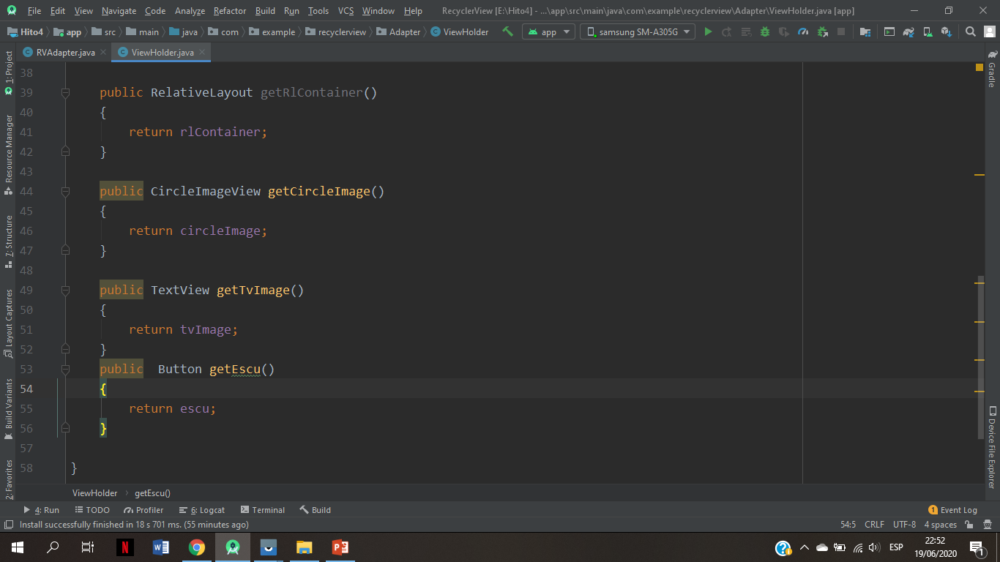 File Edit View Navigate Code Analyze Refactor Build Run Tools VCS Window Help RecyclerView [E:\Hito4] - ...\app\src\main\java\com\example\recyclerview\Adapter\ViewHolder.java [app]
Hito4 app src main java com example recyclerview Adapter ViewHolder app samsung SM-A305G
RVAdapter.java ViewHolder.java
1: Project
Resource Manager
7: Structure
Layout Captures
Build Variants
2: Favorites
38
39 public RelativeLayout getRlContainer()
40 {
41 return rlContainer;
42 }
43
44 public CircleImageView getCircleImage()
45 {
46 return circleImage;
47 }
48
49 public TextView getTvImage()
50 {
51 return tvImage;
52 }
53 public  Button getEscu()
54 {
55 return escu;
56 }
57
58 }
Gradle
Device File Explorer
ViewHolder getEscu()
4: Run TODO Profiler 6: Logcat Terminal Build 1 Event Log
Install successfully finished in 18 s 701 ms. (55 minutes ago) 54:5 CRLF UTF-8 4 spaces
ESP 22:52
19/06/2020 1